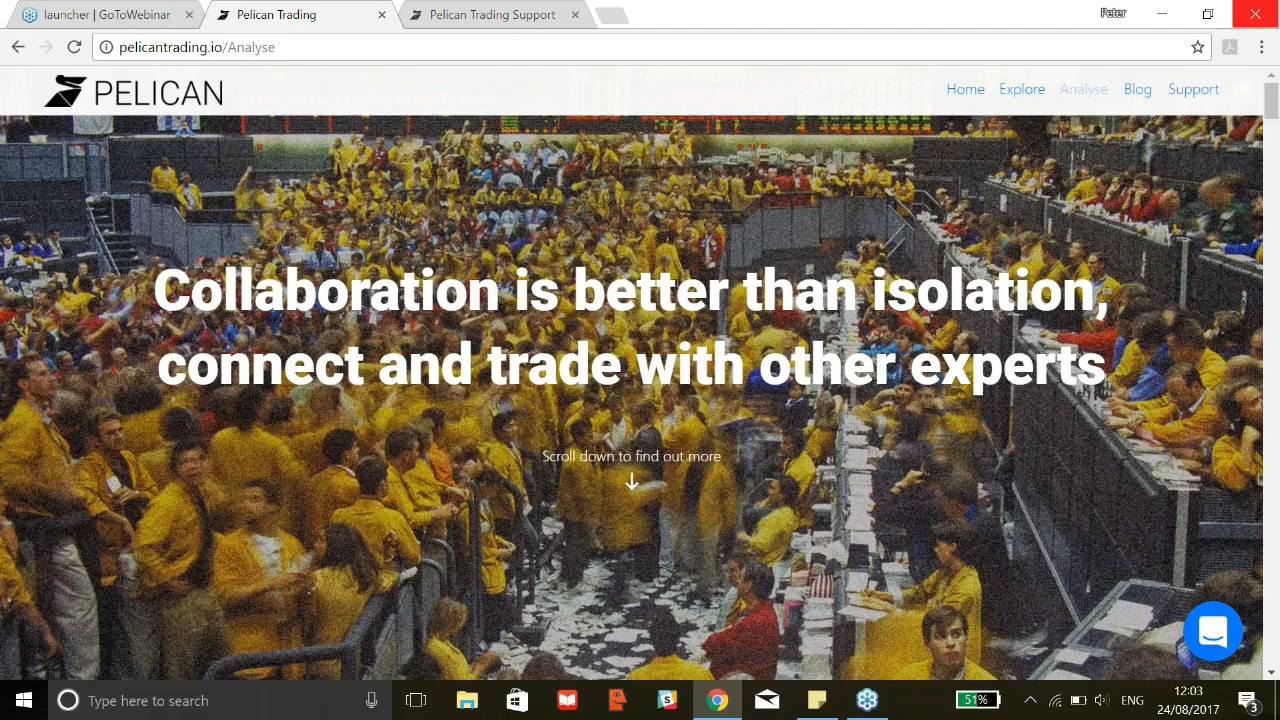 launcher | GoToWebinar
Pelican Trading
Pelican Trading Support
Peter
pelicantrading.io/Analyse
PELICAN
Home
Explore
Analyse
Blog
Support
Collaboration is better than isolation,
connect and trade with other experts
Scroll down to find out more
Type here to search
51%
ENG
12:03
24/08/2017
3